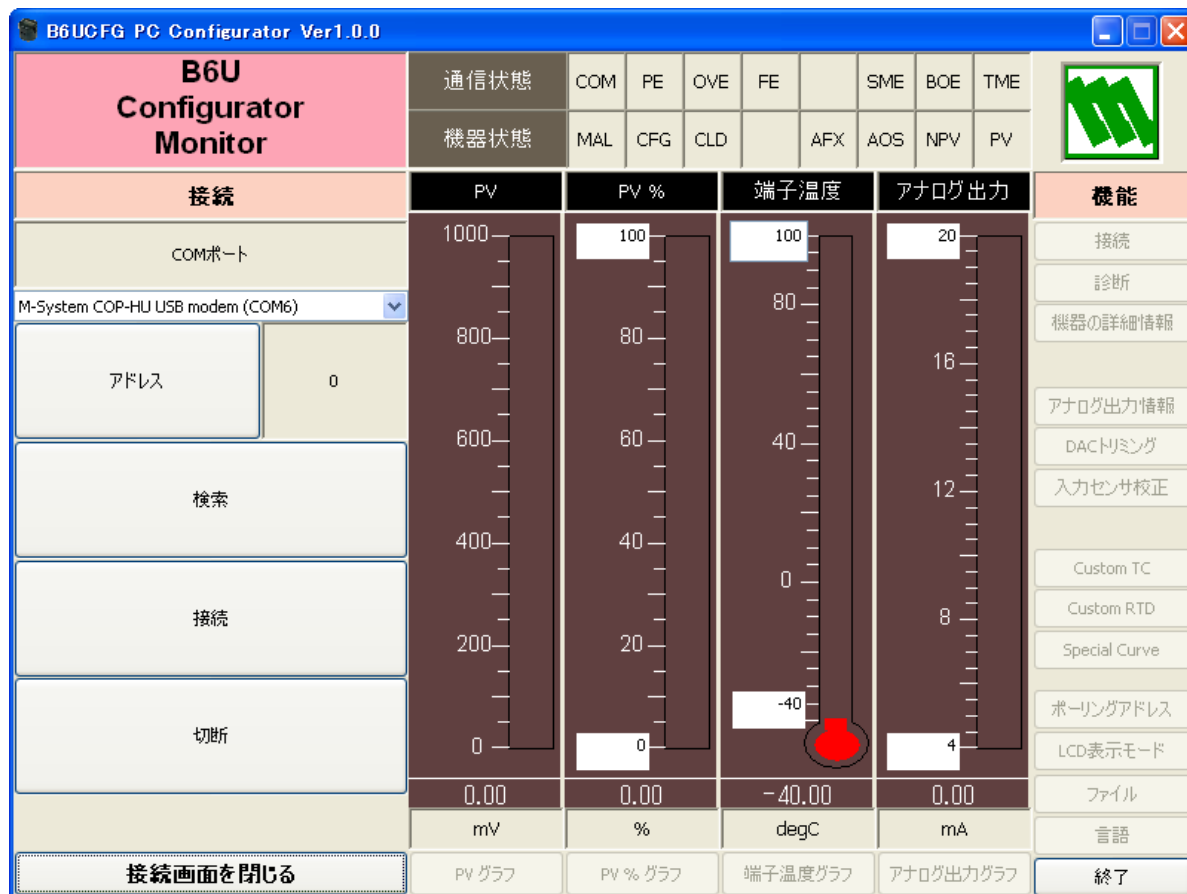 B6UCFG PC Configurator Ver1.0.0
B6U
Configurator
Monitor
通信状態 COM PE OVE FE SME BOE TME
機器状態 MAL CFG CLD AFX AOS NPV PV
接続
COMポート
M-System COP-HU USB modem (COM6)
アドレス 0
検索
接続
切断
接続画面を閉じる
PV
1000
800
600
400
200
0
0.00
mV
PV グラフ
PV %
100
80
60
40
20
0
0.00
%
PV % グラフ
端子温度
100
80
40
0
-40
-40.00
degC
端子温度グラフ
アナログ出力
20
16
12
8
4
0.00
mA
アナログ出力グラフ
機能
接続
診断
機器の詳細情報
アナログ出力情報
DACトリミング
入力センサ校正
Custom TC
Custom RTD
Special Curve
ポーリングアドレス
LCD表示モード
ファイル
言語
終了